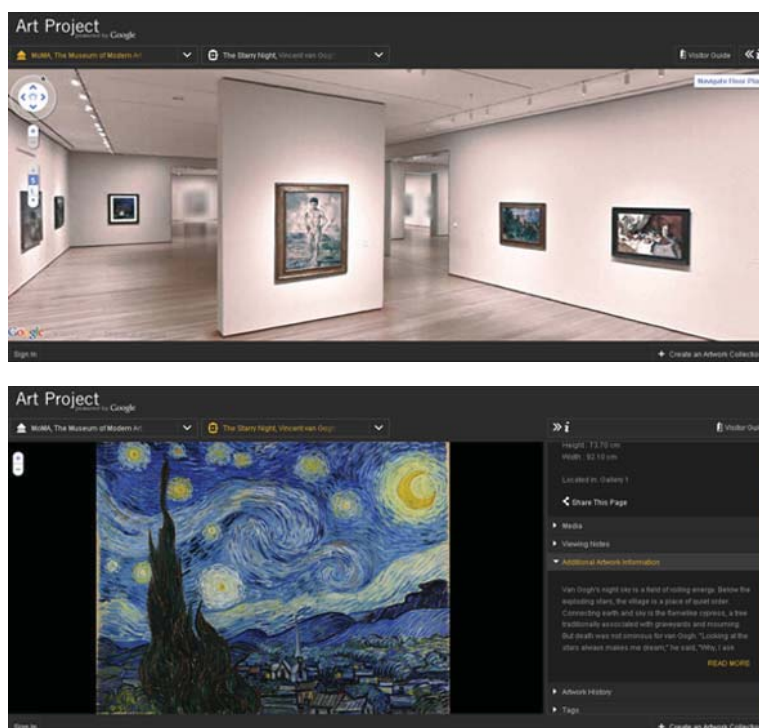 Art Project
powered by Google
MoMA, The Museum of Modern Art
The Starry Night, Vincent van Gogh
Visitor Guide
Navigate Floor Pla
Google
Sign in
+ Create an Artwork Collectio
Art Project
powered by Google
MoMA, The Museum of Modern Art
The Starry Night, Vincent van Gogh
Visitor Gui
Height : 73.70 cm
Width : 92.10 cm
Located in: Gallery 1
Share This Page
Media
Viewing Notes
Additional Artwork Information
Van Gogh's night sky is a field of roiling energy. Below the
exploding stars, the village is a place of quiet order.
Connecting earth and sky is the flamelike cypress, a tree
traditionally associated with graveyards and mourning.
But death was not ominous for van Gogh. "Looking at the
stars always makes me dream," he said, "Why, I ask
READ MORE
Artwork History
Tags
Sign in
+ Create an Artwork Collectio